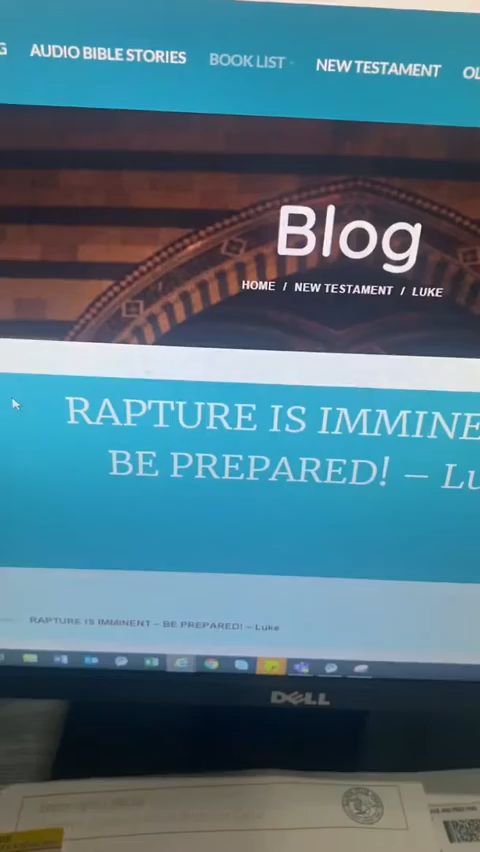 G AUDIO BIBLE STORIES BOOK LIST NEW TESTAMENT OL
Blog
HOME / NEW TESTAMENT / LUKE
RAPTURE IS IMMINE
BE PREPARED! – Lu
RAPTURE IS IMMINENT – BE PREPARED! – Luke
DELL